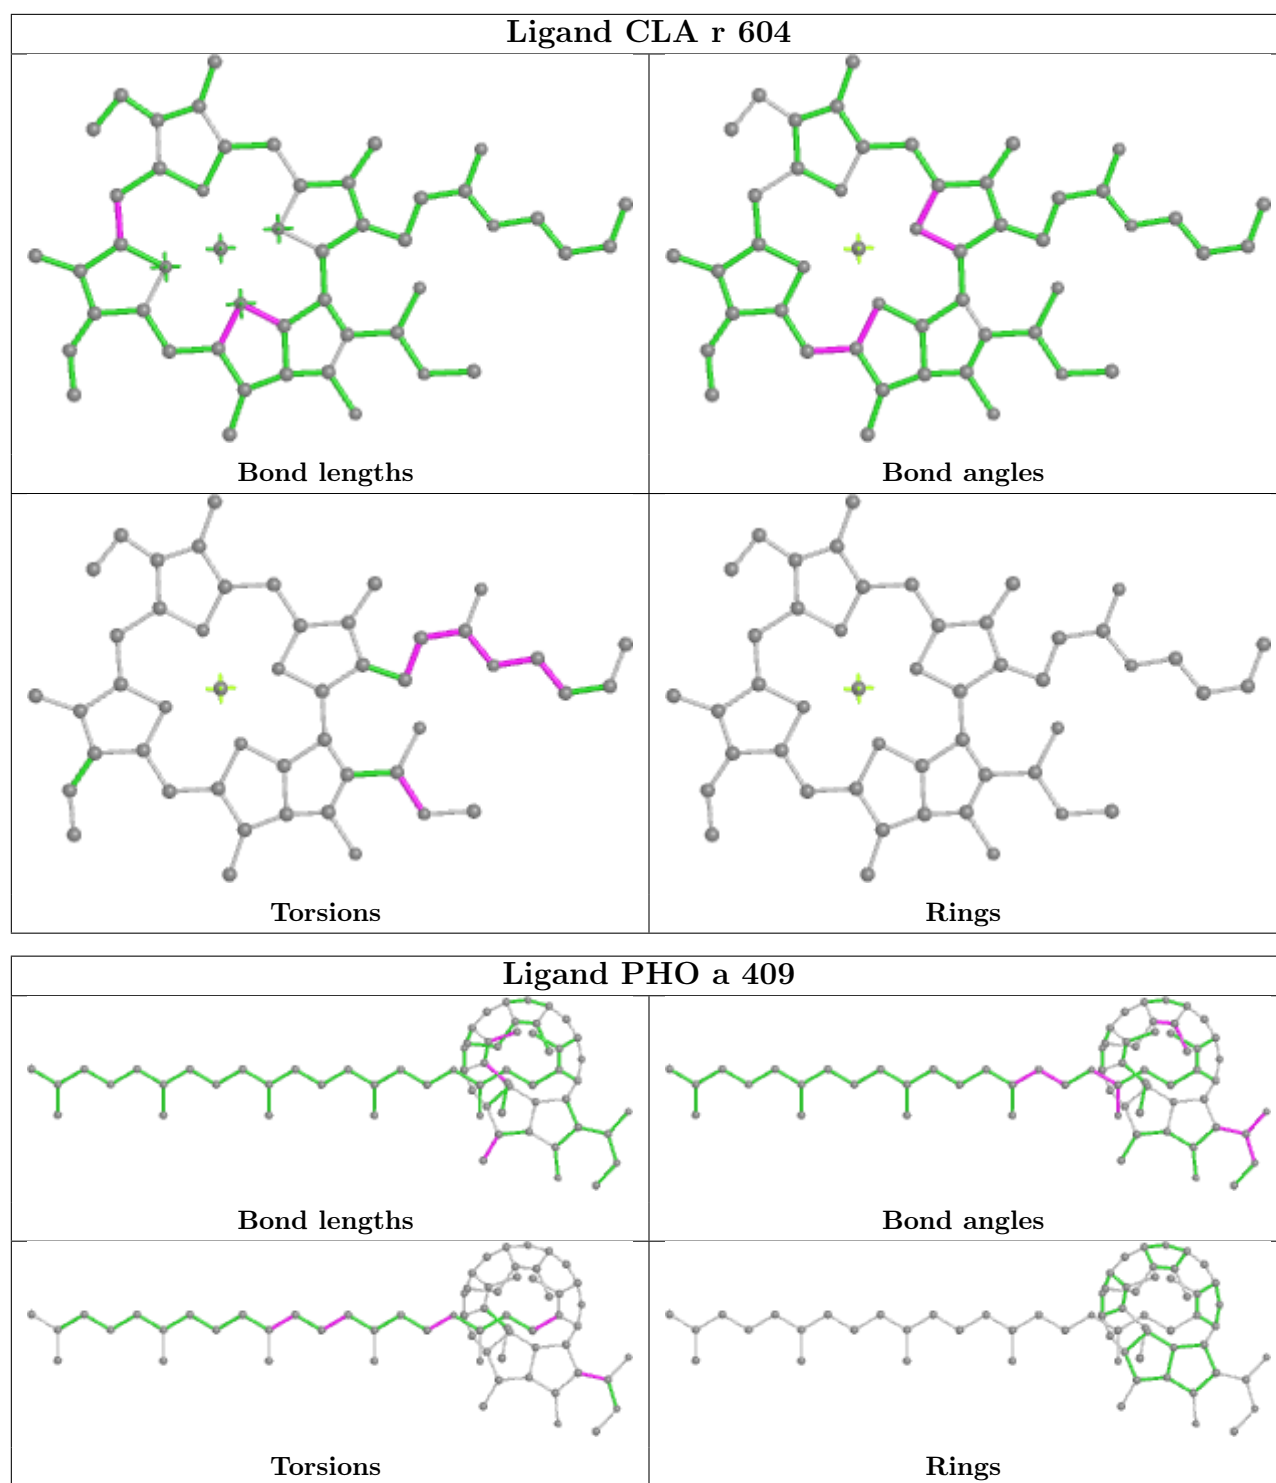 Ligand CLA r 604
Bond lengths
Bond angles
Torsions
Rings
Ligand PHO a 409
Bond lengths
Bond angles
Torsions
Rings